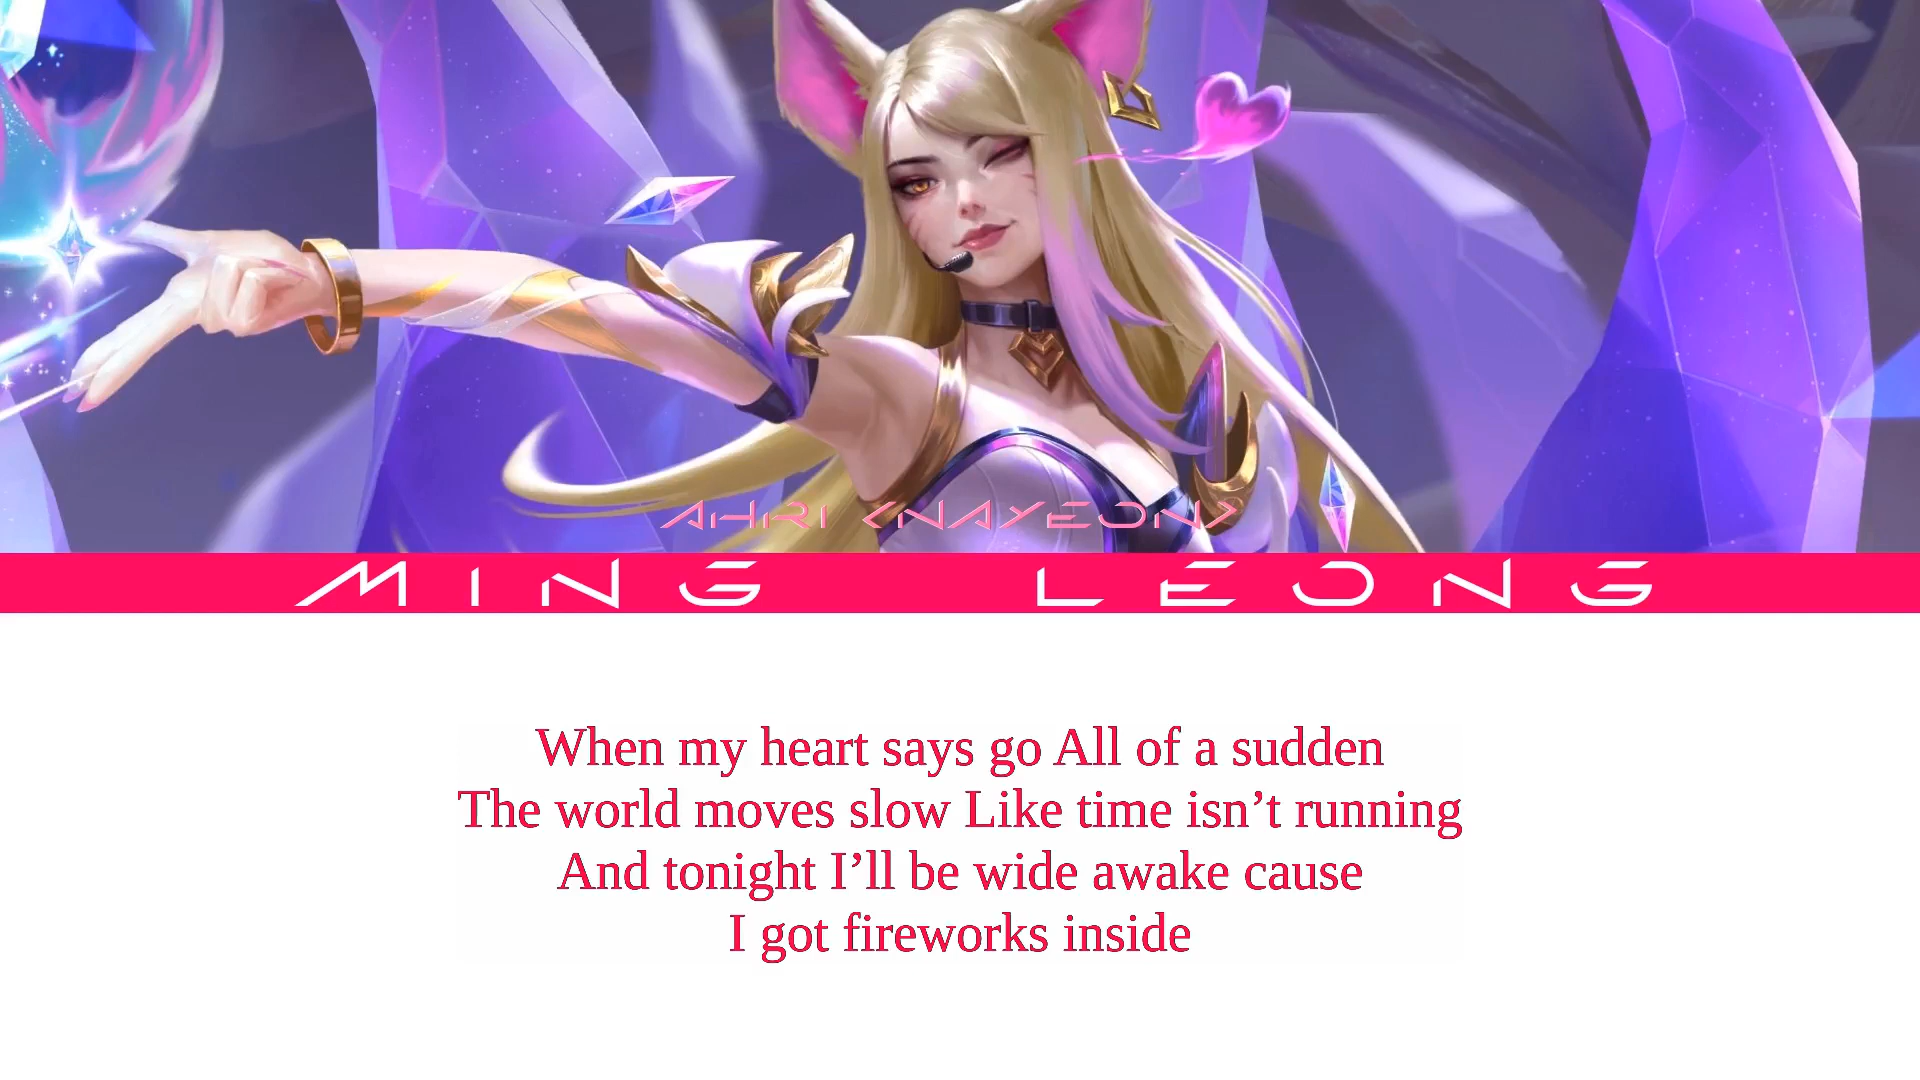 AHRI <NAYEON>
MING LEONG
When my heart says go All of a sudden
The world moves slow Like time isn’t running
And tonight I’ll be wide awake cause
I got fireworks inside